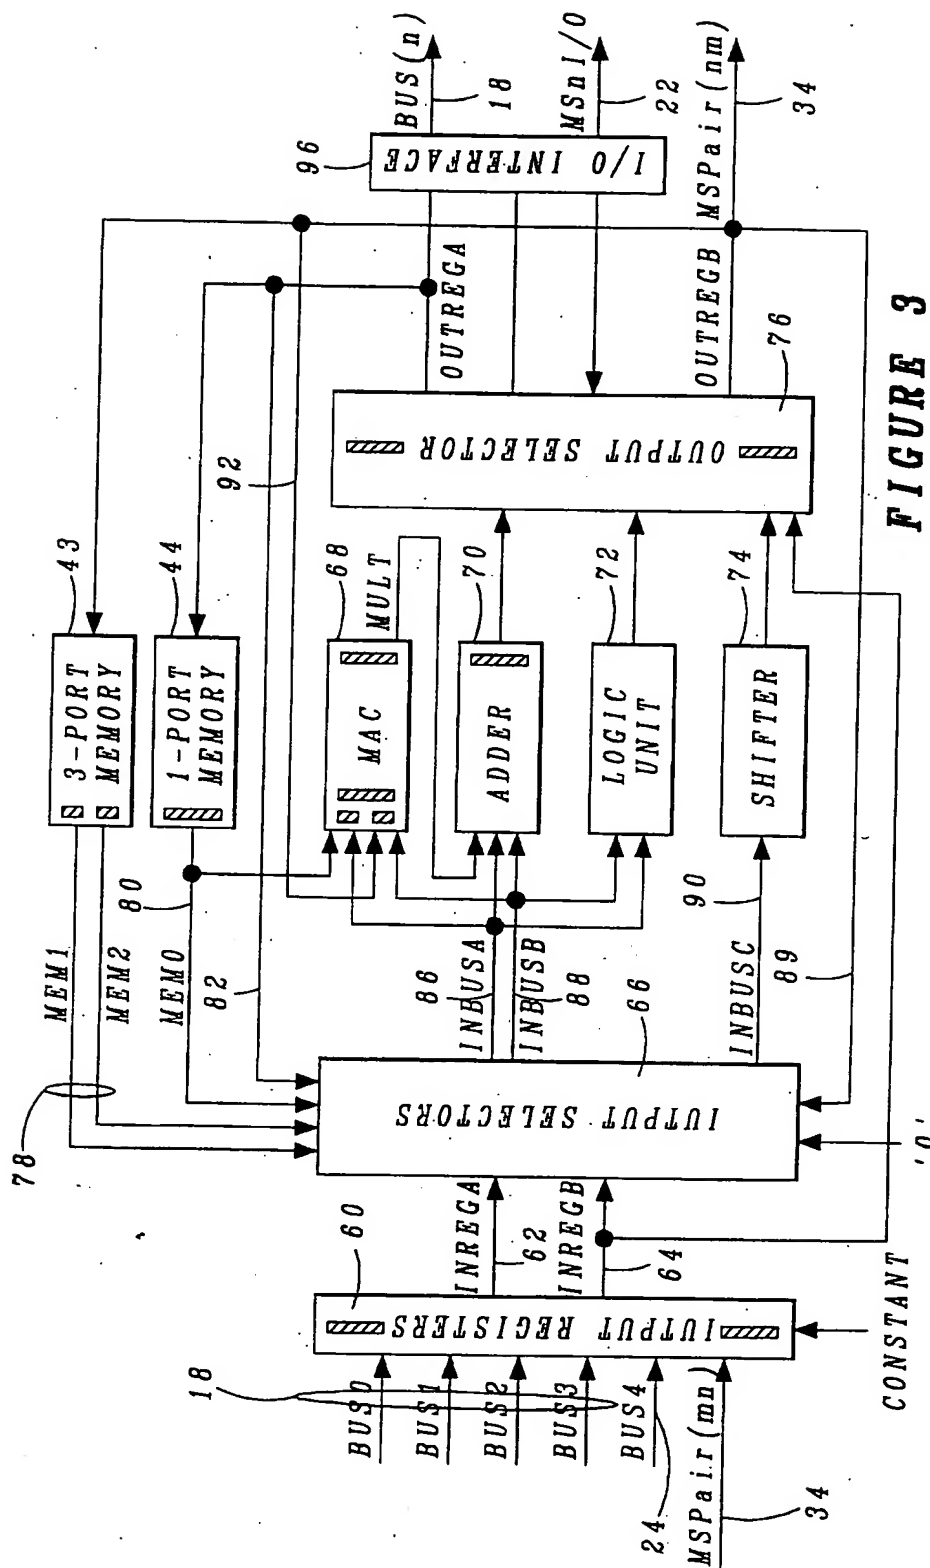 78
MEM1
MEM2
80
MEM0
82
3-PORT
MEMORY
43
1-PORT
MEMORY
44
92
96
BUS(n)
18
I/O INTERFACE
MSnI/O
22
MSPair(nm)
34
OUTREGA
OUTREGB
OUTPUT SELECTOR
76
MAC
68
MULT
ADDER
70
LOGIC
UNIT
72
SHIFTER
74
86
INBUSA
INBUSB
88
INBUSC
90
89
66
IUTPUT SELECTORS
'0'
INREGA
62
INREGB
64
60
IUTPUT REGISTERS
18
BUS0
BUS1
BUS2
BUS3
BUS4
24
MSPair(mn)
34
CONSTANT
FIGURE 3